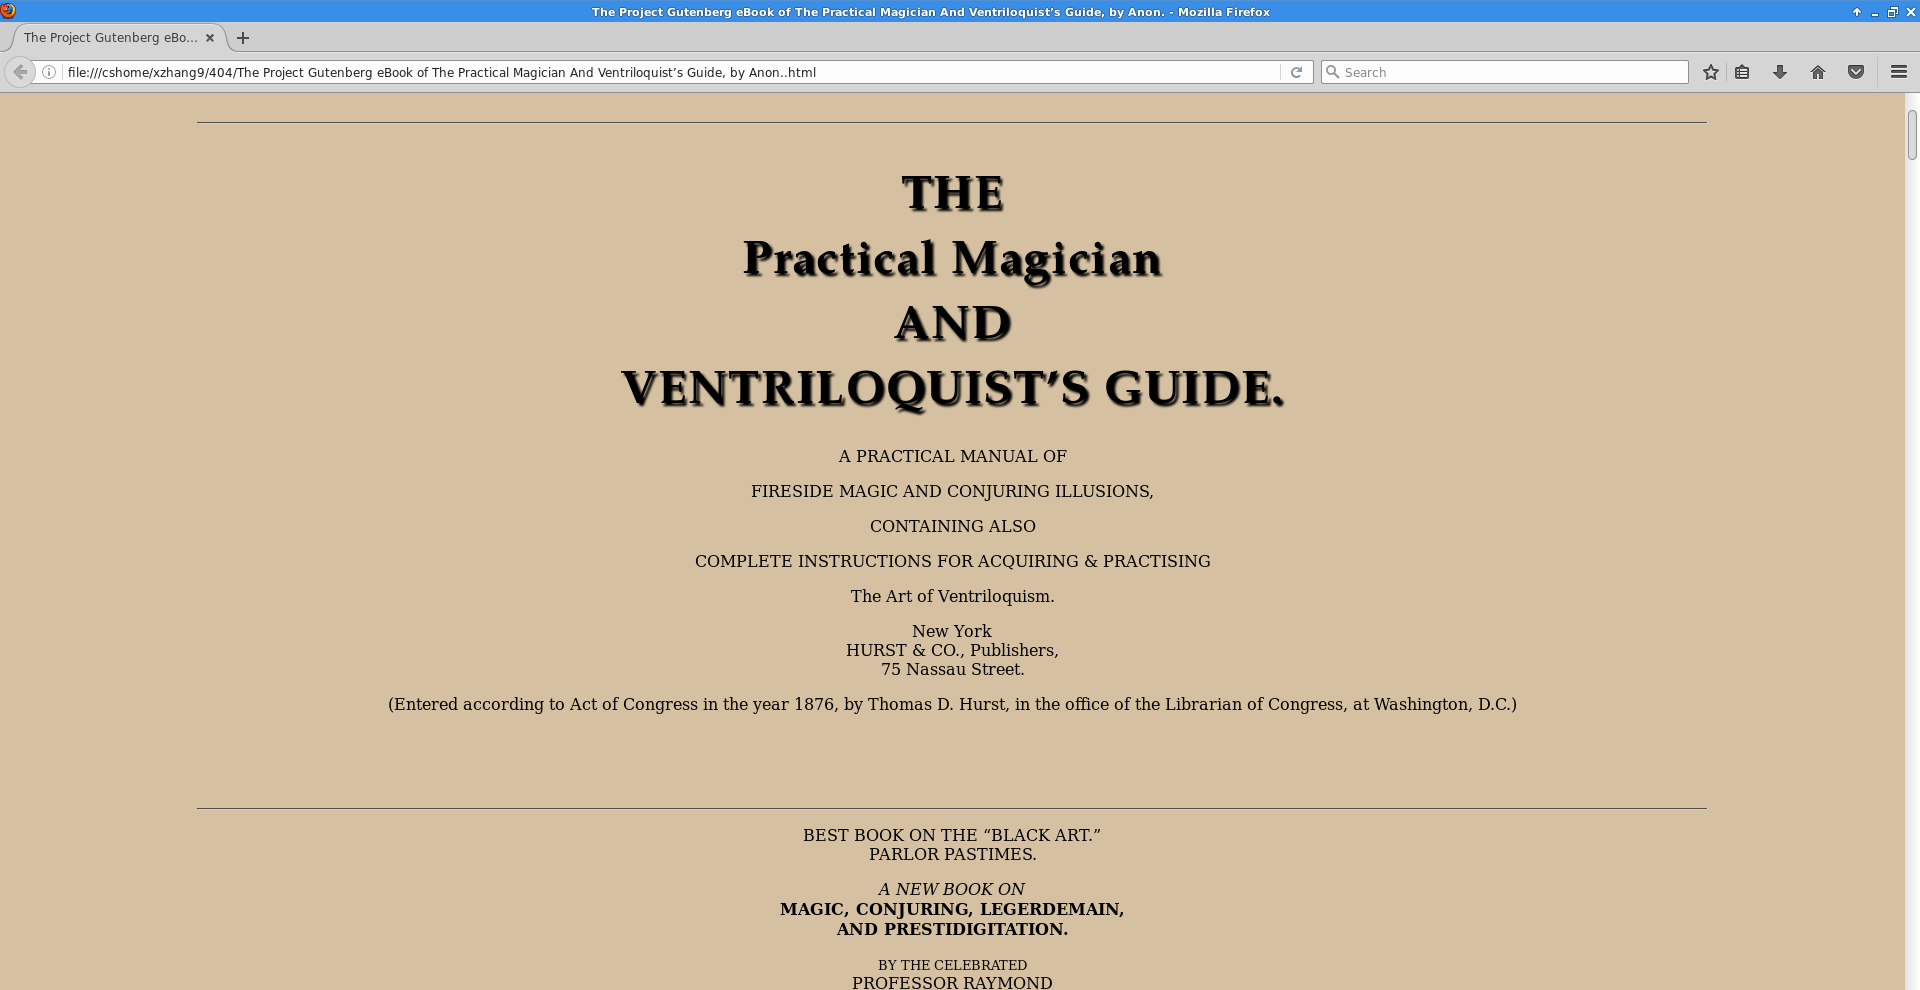 The Project Gutenberg eBook of The Practical Magician And Ventriloquist’s Guide, by Anon. - Mozilla Firefox
The Project Gutenberg eBo...
file:///cshome/xzhang9/404/The Project Gutenberg eBook of The Practical Magician And Ventriloquist’s Guide, by Anon..html
Search
THE
Practical Magician
AND
VENTRILOQUIST’S GUIDE.
A PRACTICAL MANUAL OF
FIRESIDE MAGIC AND CONJURING ILLUSIONS,
CONTAINING ALSO
COMPLETE INSTRUCTIONS FOR ACQUIRING & PRACTISING
The Art of Ventriloquism.
New York
HURST & CO., Publishers,
75 Nassau Street.
(Entered according to Act of Congress in the year 1876, by Thomas D. Hurst, in the office of the Librarian of Congress, at Washington, D.C.)
BEST BOOK ON THE “BLACK ART.”
PARLOR PASTIMES.
A NEW BOOK ON
MAGIC, CONJURING, LEGERDEMAIN,
AND PRESTIDIGITATION.
BY THE CELEBRATED
PROFESSOR RAYMOND